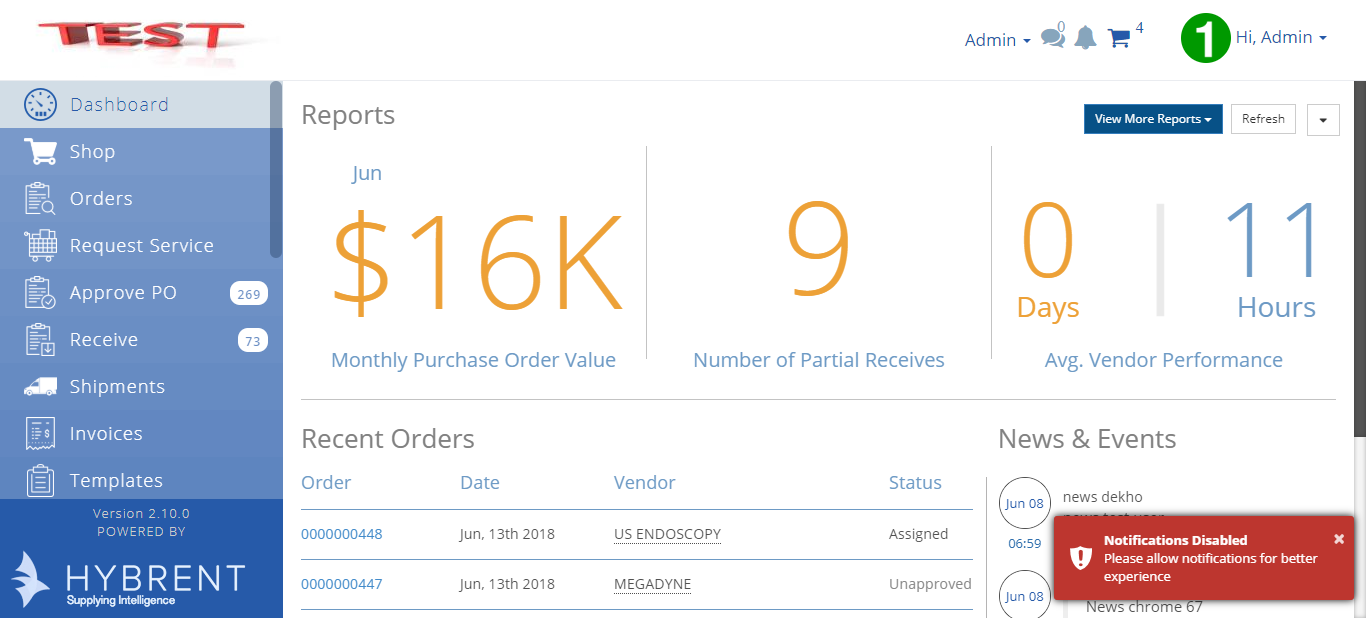 TEST
Admin
0
4
1
Hi, Admin
Dashboard
Shop
Orders
Request Service
Approve PO 269
Receive 73
Shipments
Invoices
Templates
Version 2.10.0
POWERED BY
HYBRENT
Supplying Intelligence
Reports
View More Reports
Refresh
Jun
$16K
Monthly Purchase Order Value
9
Number of Partial Receives
0 11
Days Hours
Avg. Vendor Performance
Recent Orders
Order Date Vendor Status
0000000448 Jun, 13th 2018 US ENDOSCOPY Assigned
0000000447 Jun, 13th 2018 MEGADYNE Unapproved
News & Events
Jun 08
06:59
news dekho
news test user
Jun 08
News chrome 67
Notifications Disabled
Please allow notifications for better
experience
×